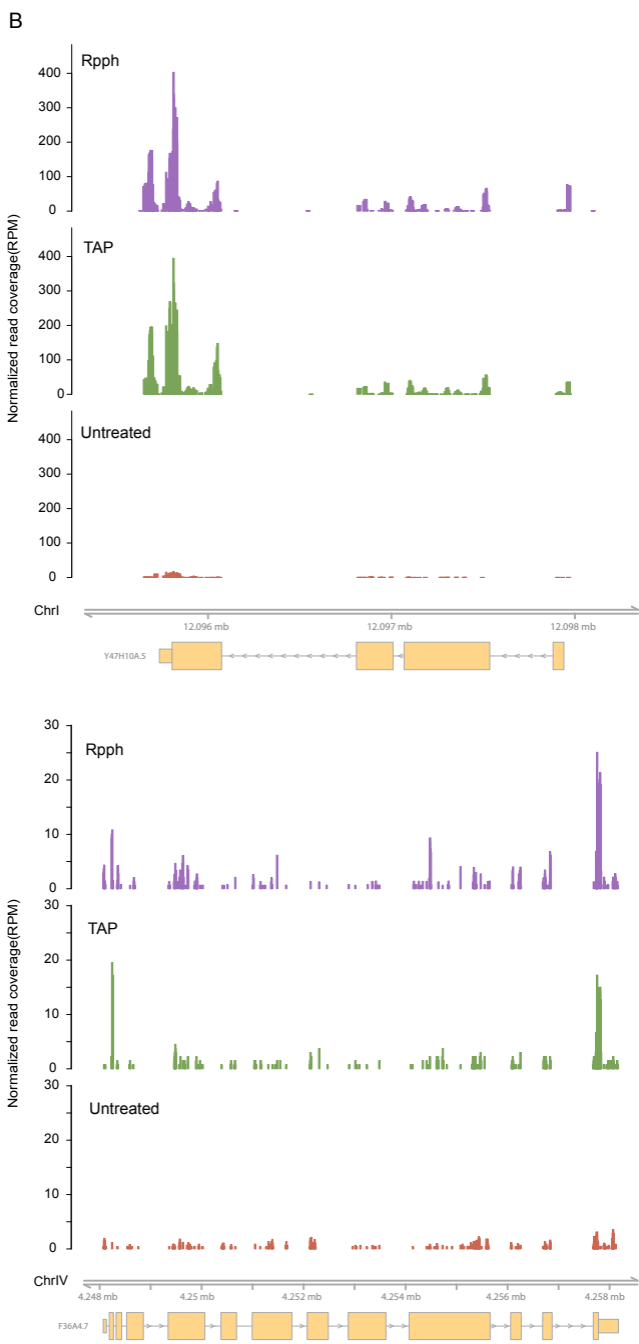 B
Rpph
400
300
200
100
0
TAP
400
300
200
100
0
Untreated
400
300
200
100
0
Normalized read coverage(RPM)
ChrI
12.096 mb 12.097 mb 12.098 mb
Y47H10A.5
Rpph
30
20
10
0
TAP
30
20
10
0
Untreated
30
20
10
0
Normalized read coverage(RPM)
ChrIV
4.248 mb 4.25 mb 4.252 mb 4.254 mb 4.256 mb 4.258 mb
F36A4.7